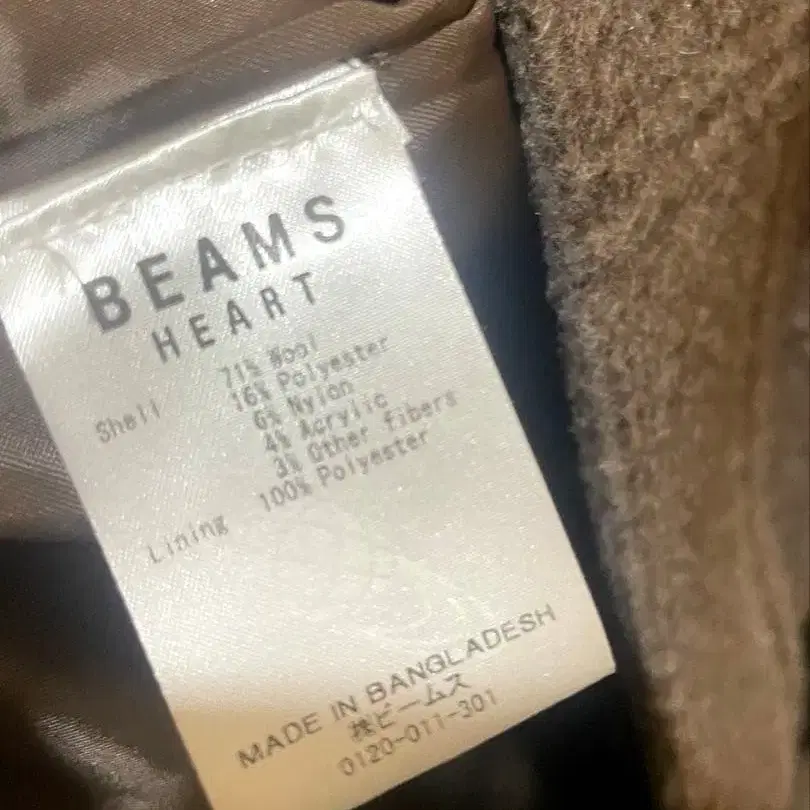 BEAMS
HEART
Shell 71% Wool
16% Polyester
6% Nylon
4% Acrylic
3% Other fibers
Lining 100% Polyester
MADE IN BANGLADESH
㈱ビームス
0120-011-301